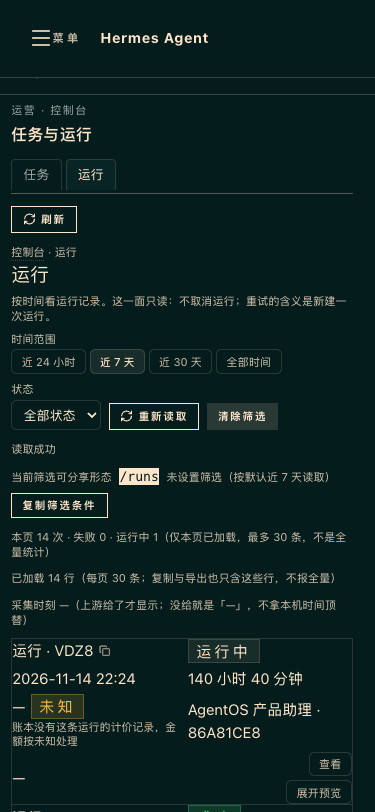 菜单 Hermes Agent
运营 · 控制台
任务与运行
任务 运行
刷新
控制台 · 运行
运行
按时间看运行记录。这一面只读：不取消运行；重试的含义是新建一
次运行。
时间范围
近 24 小时 近 7 天 近 30 天 全部时间
状态
全部状态 重新读取 清除筛选
读取成功
当前筛选可分享形态 /runs 未设置筛选（按默认近 7 天读取）
复制筛选条件
本页 14 次 · 失败 0 · 运行中 1（仅本页已加载，最多 30 条，不是全
量统计）
已加载 14 行（每页 30 条；复制与导出也只含这些行，不报全量）
采集时刻 —（上游给了才显示；没给就是「—」，不拿本机时间顶
替）
运行 · VDZ8 运行中
2026-11-14 22:24 140 小时 40 分钟
— 未知
账本没有这条运行的计价记录，金
额按未知处理
AgentOS 产品助理 ·
86A81CE8
—
查看
展开预览